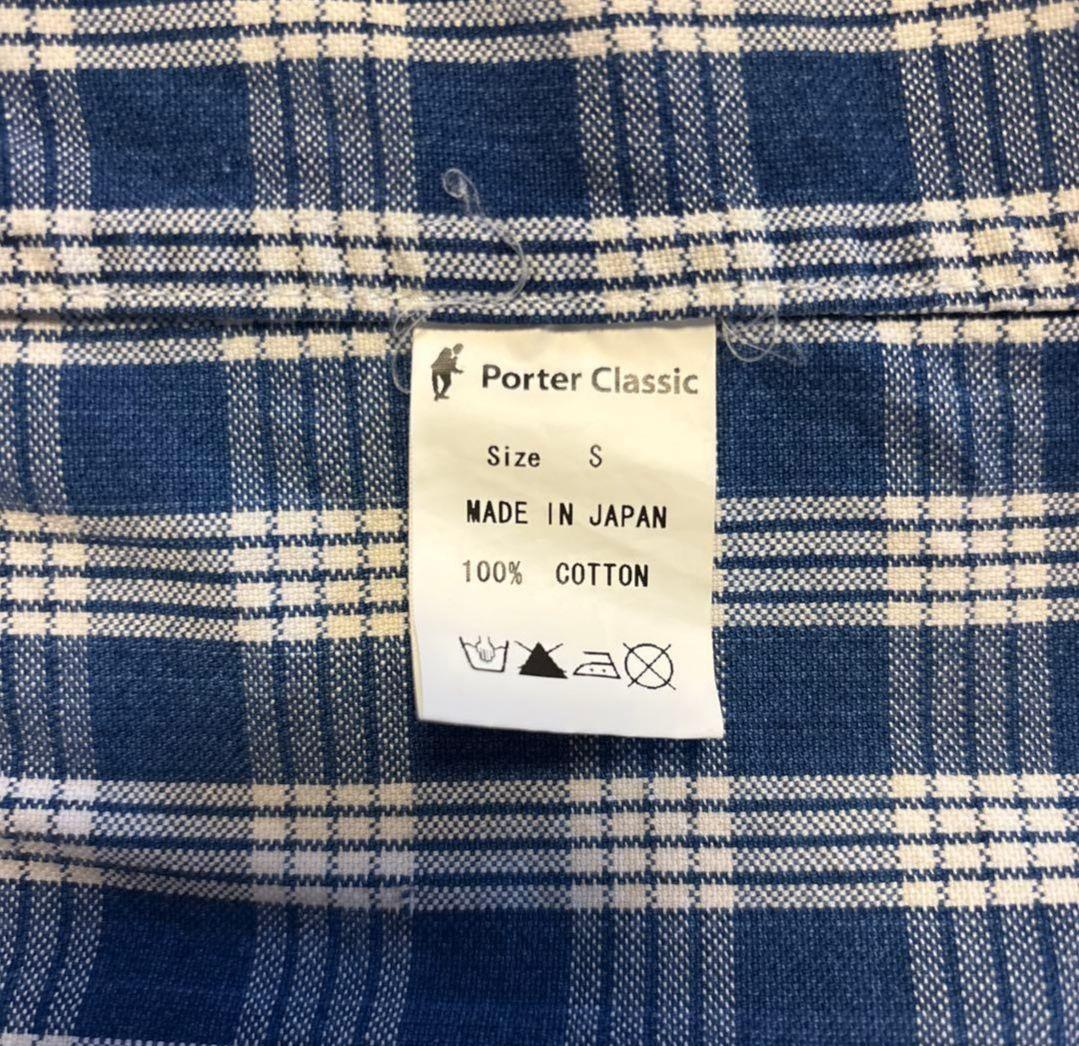 Porter Classic
Size S
MADE IN JAPAN
100% COTTON